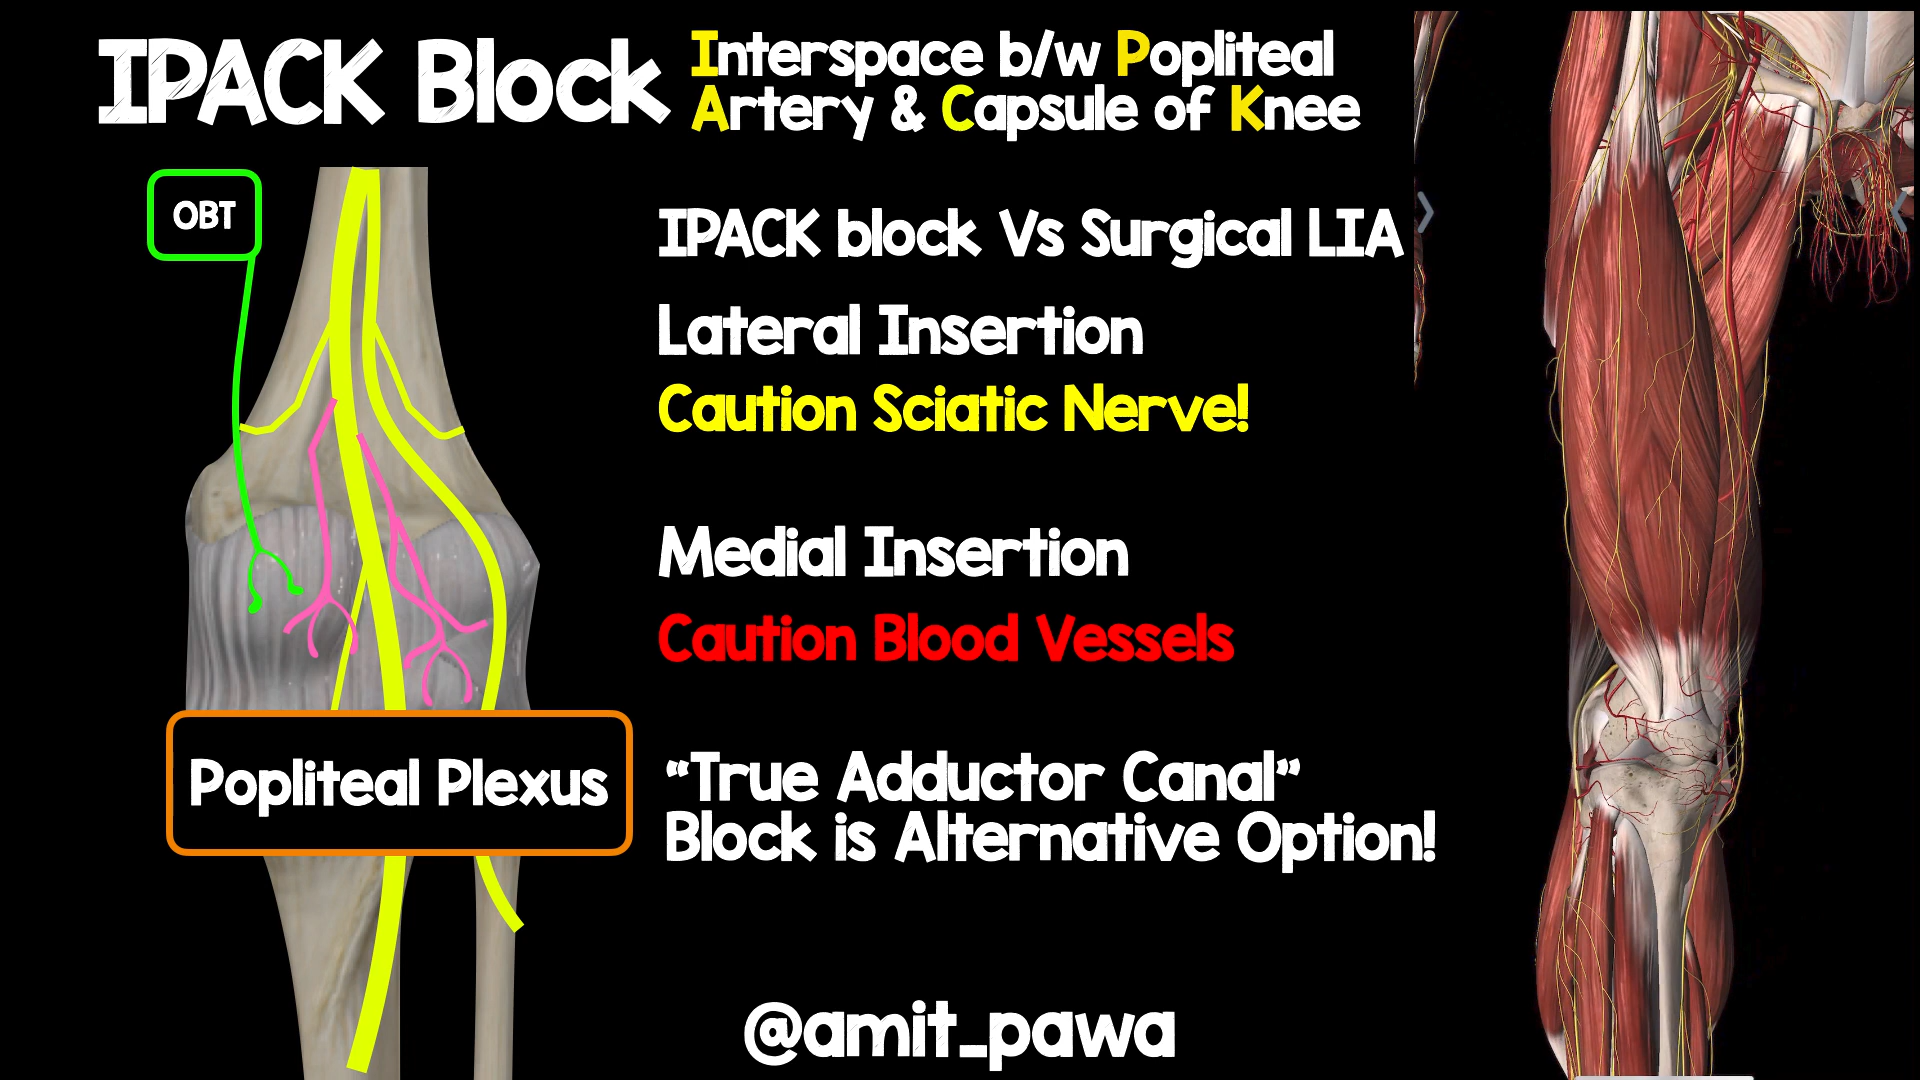 IPACK Block
Interspace b/w Popliteal
Artery & Capsule of Knee
OBT
IPACK block Vs Surgical LIA
Lateral Insertion
Caution Sciatic Nerve!
Medial Insertion
Caution Blood Vessels
Popliteal Plexus
"True Adductor Canal"
Block is Alternative Option!
@amit_pawa